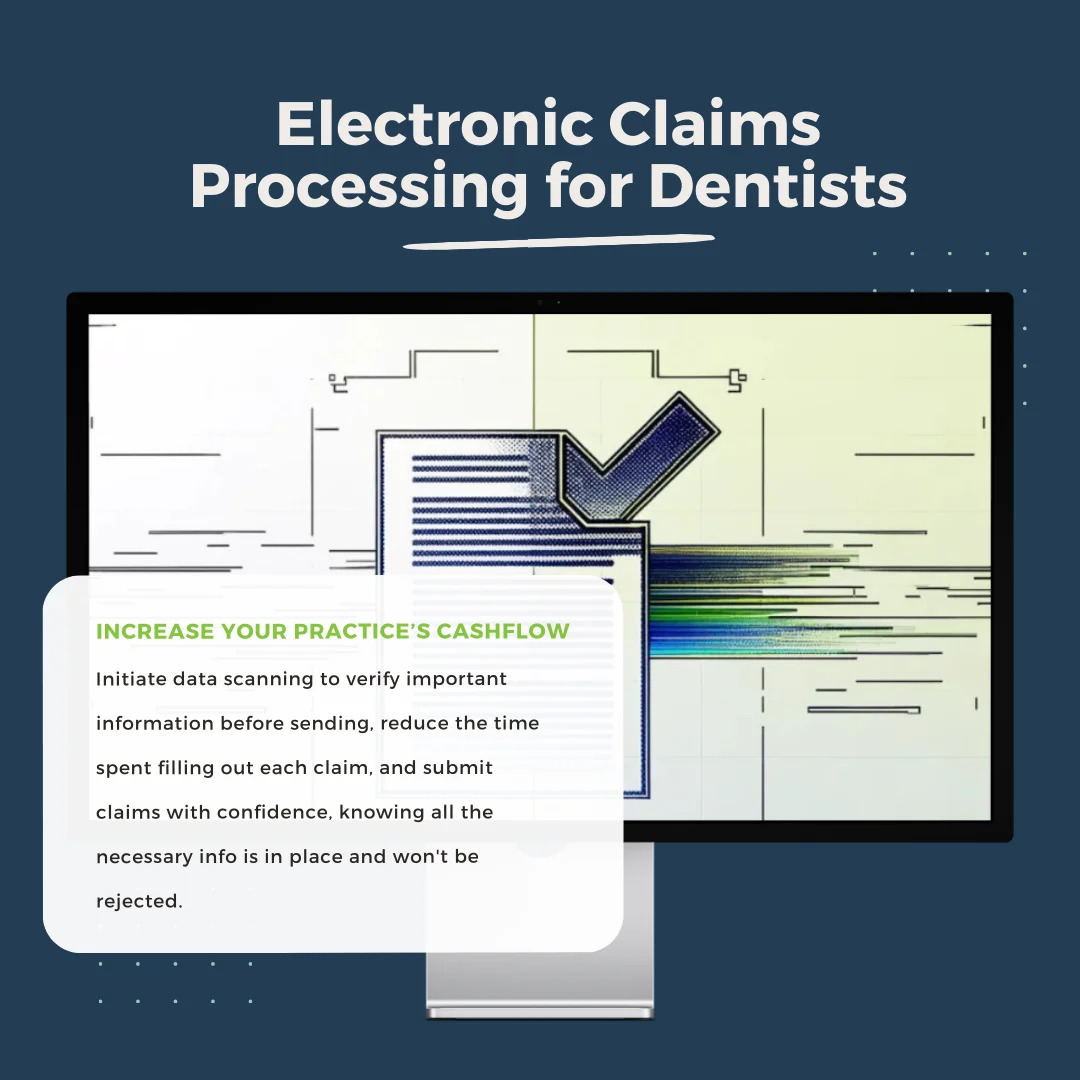 Electronic Claims
Processing for Dentists
INCREASE YOUR PRACTICE’S CASHFLOW
Initiate data scanning to verify important
information before sending, reduce the time
spent filling out each claim, and submit
claims with confidence, knowing all the
necessary info is in place and won't be
rejected.